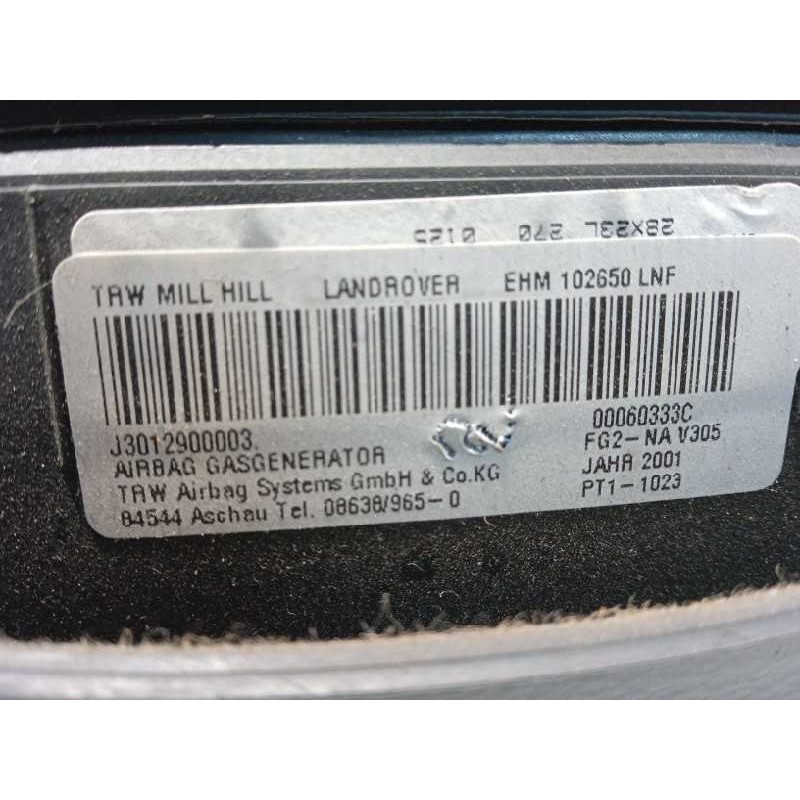 28X23L 270 0125
TRW MILL HILL LANDROVER EHM 102650 LNF
J3012900003. 00060333C
AIRBAG GASGENERATOR FG2-NA V305
TRW Airbag Systems GmbH & Co.KG JAHR 2001
84544 Aschau Tel. 08638/965-0 PT1-1023